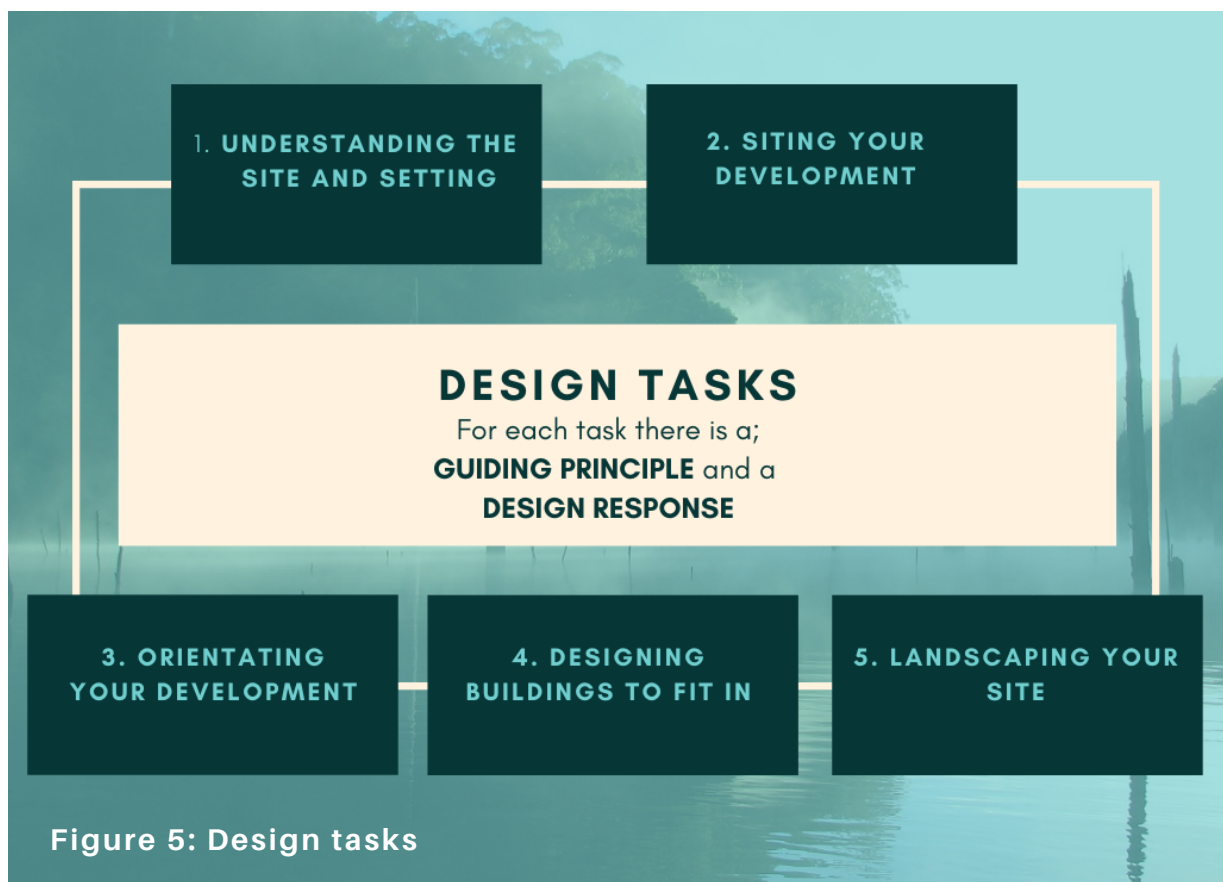 1. UNDERSTANDING THE
SITE AND SETTING
2. SITING YOUR
DEVELOPMENT
DESIGN TASKS
For each task there is a;
GUIDING PRINCIPLE and a
DESIGN RESPONSE
3. ORIENTATING
YOUR DEVELOPMENT
4. DESIGNING
BUILDINGS TO FIT IN
5. LANDSCAPING YOUR
SITE
Figure 5: Design tasks